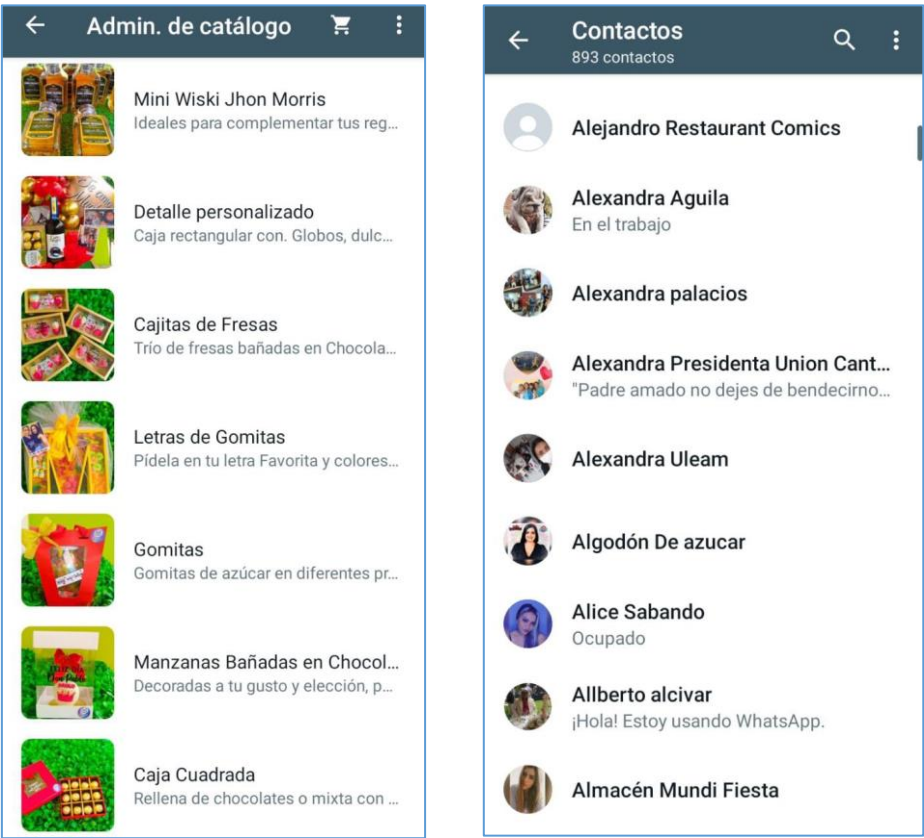 Admin. de catálogo
Mini Wiski Jhon Morris
Ideales para complementar tus reg...
Detalle personalizado
Caja rectangular con. Globos, dulc...
Cajitas de Fresas
Trío de fresas bañadas en Chocola...
Letras de Gomitas
Pídela en tu letra Favorita y colores...
Gomitas
Gomitas de azúcar en diferentes pr...
Manzanas Bañadas en Chocol...
Decoradas a tu gusto y elección, p...
Caja Cuadrada
Rellena de chocolates o mixta con ...
Contactos
893 contactos
Alejandro Restaurant Comics
Alexandra Aguila
En el trabajo
Alexandra palacios
Alexandra Presidenta Union Cant...
"Padre amado no dejes de bendecirno...
Alexandra Uleam
Algodón De azucar
Alice Sabando
Ocupado
Allberto alcivar
¡Hola! Estoy usando WhatsApp.
Almacén Mundi Fiesta